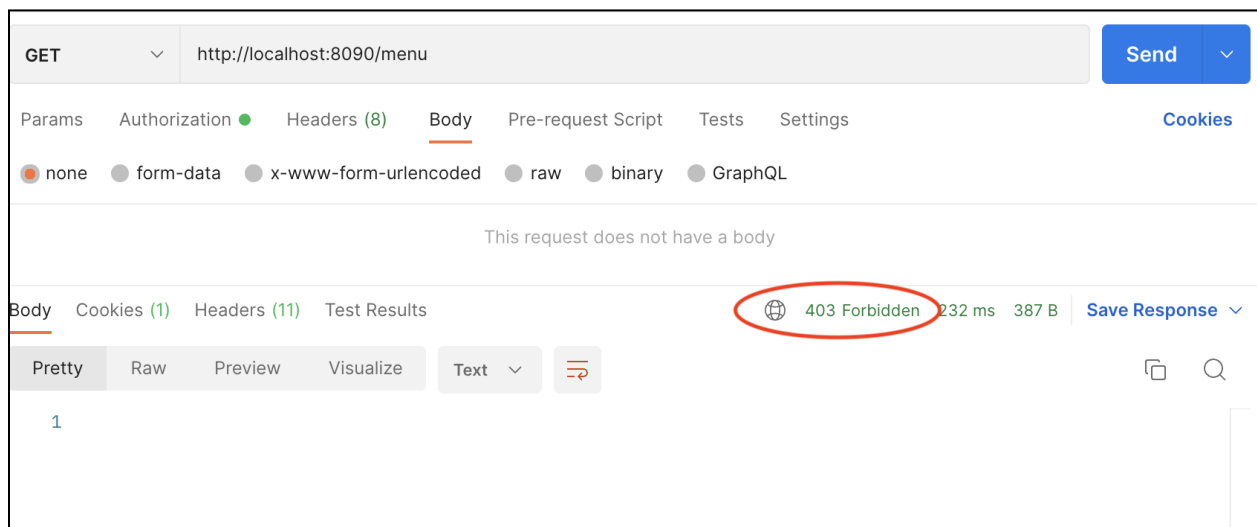 GET http://localhost:8090/menu Send
Params Authorization Headers (8) Body Pre-request Script Tests Settings Cookies
none form-data x-www-form-urlencoded raw binary GraphQL
This request does not have a body
Body Cookies (1) Headers (11) Test Results 403 Forbidden 232 ms 387 B Save Response
Pretty Raw Preview Visualize Text
1